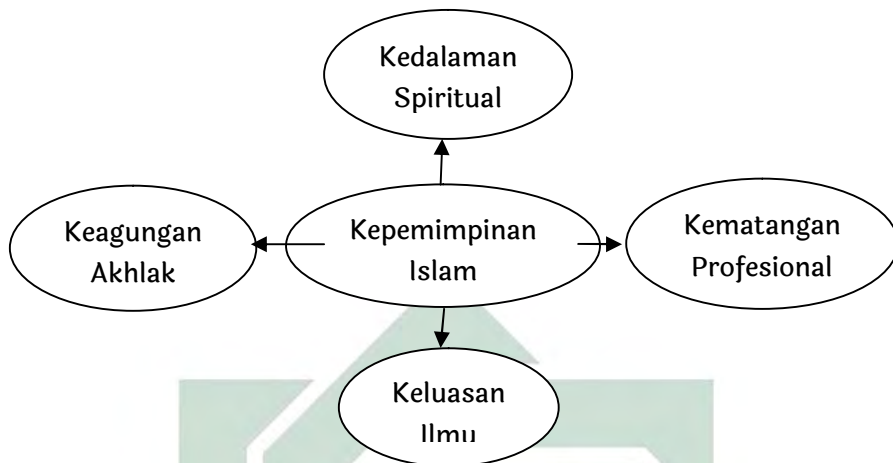 Kedalaman
Spiritual
Keagungan
Akhlak
Kepemimpinan
Islam
Kematangan
Profesional
Keluasan
Ilmu